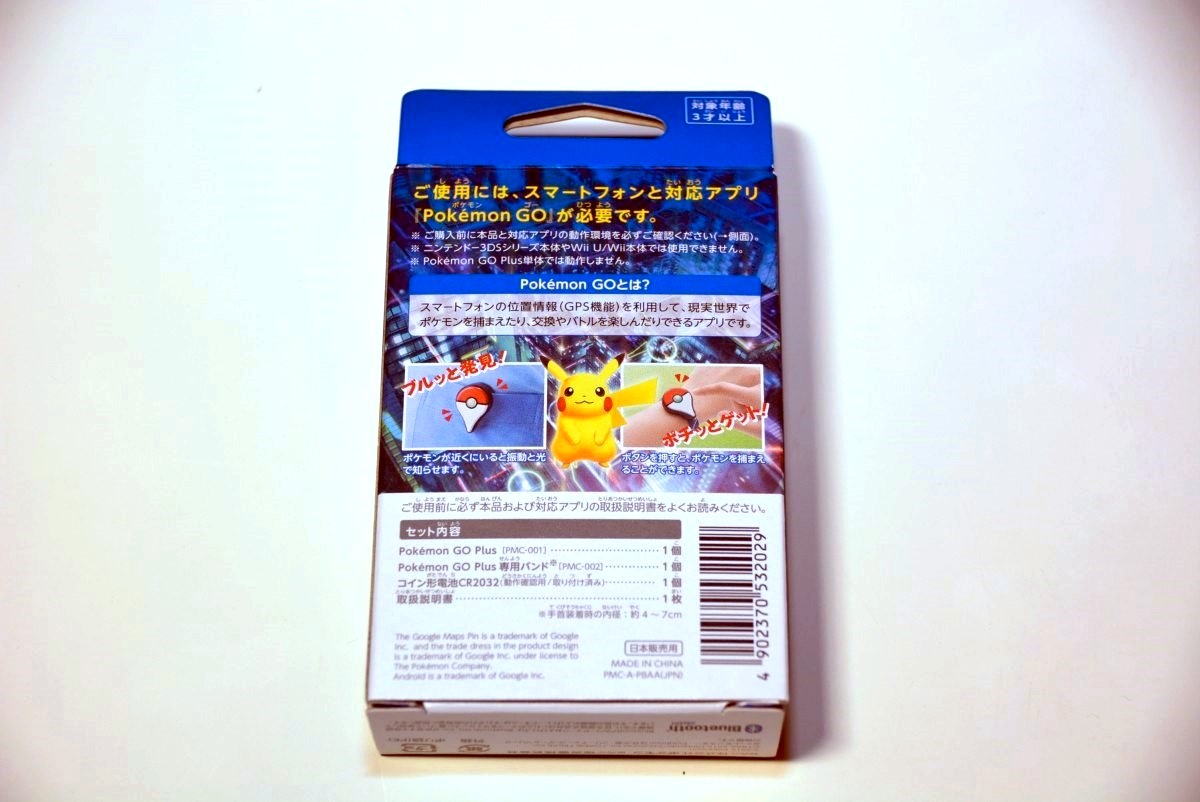 対象年齢
3才以上
ご使用には、スマートフォンと対応アプリ
『Pokémon GO』が必要です。
※ ご購入前に本品と対応アプリの動作環境を必ずご確認ください(→側面)。
※ ニンテンドー3DSシリーズ本体やWii U/Wii本体では使用できません。
※ Pokémon GO Plus単体では動作しません。
Pokémon GOとは?
スマートフォンの位置情報(GPS機能)を利用して、現実世界で
ポケモンを捕まえたり、交換やバトルを楽しんだりできるアプリです。
ブルッと発見!
ポケモンが近くにいると振動と光
で知らせます。
ポチッとゲット!
ボタンを押すと、ポケモンを捕まえ
ることができます。
ご使用前に必ず本品および対応アプリの取扱説明書をよくお読みください。
セット内容
Pokémon GO Plus [PMC-001] 1個
Pokémon GO Plus 専用バンド※[PMC-002] 1個
コイン形電池CR2032(動作確認用/取り付け済み) 1個
取扱説明書 1枚
※手首装着時の内径:約4~7cm
The Google Maps Pin is a trademark of Google
Inc. and the trade dress in the product design
is a trademark of Google Inc. under license to
The Pokémon Company.
Android is a trademark of Google Inc.
日本販売用
MADE IN CHINA
PMC-A-PBAA(JPN)
4 902370 532029
Bluetooth